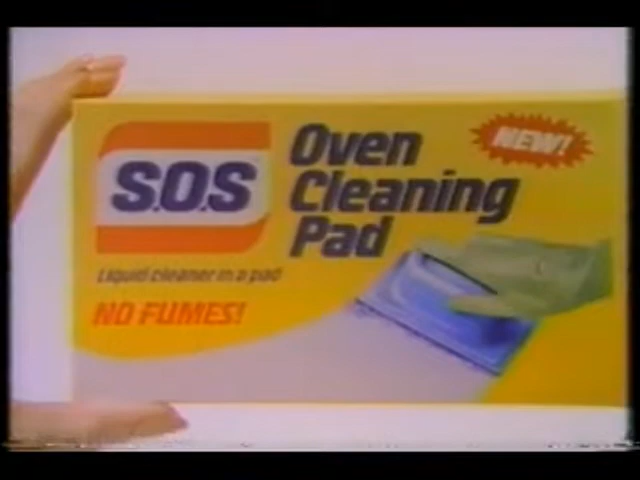 S.O.S
Oven
Cleaning
Pad
NEW!
Liquid cleaner in a pad
NO FUMES!